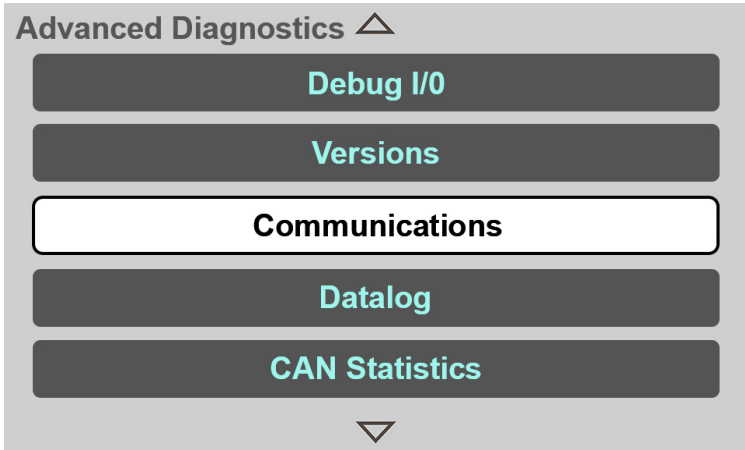 Advanced Diagnostics
Debug I/0
Versions
Communications
Datalog
CAN Statistics